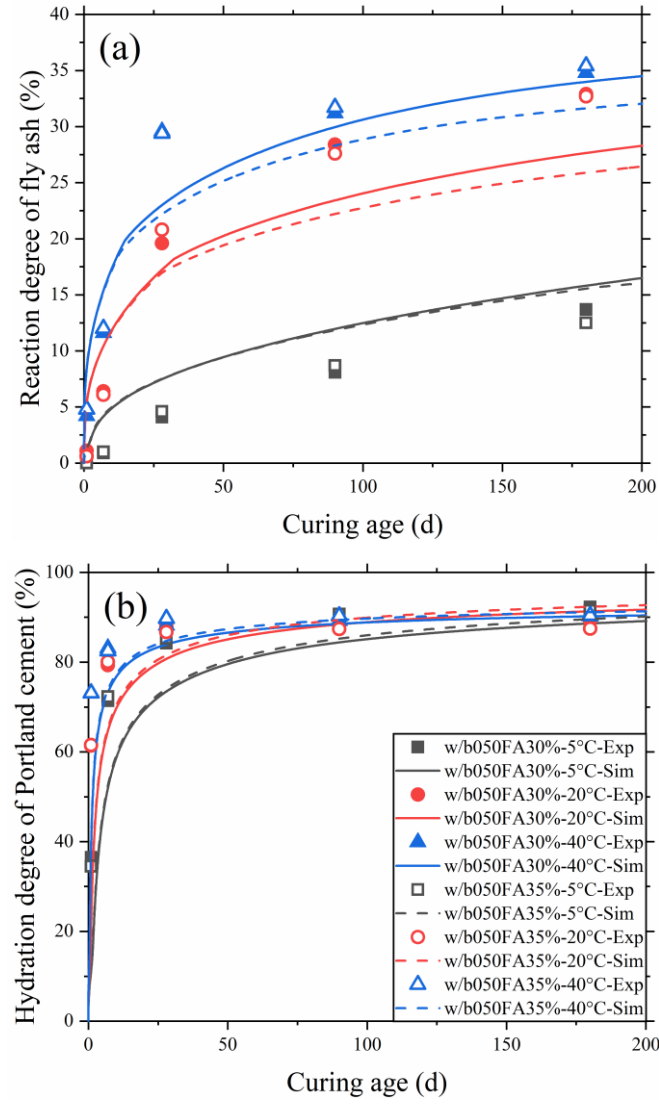 (a)
Reaction degree of fly ash (%)
40
35
30
25
20
15
10
5
0
0 50 100 150 200
Curing age (d)
(b)
Hydration degree of Portland cement (%)
100
80
60
40
20
0
w/b050FA30%-5°C-Exp
w/b050FA30%-5°C-Sim
w/b050FA30%-20°C-Exp
w/b050FA30%-20°C-Sim
w/b050FA30%-40°C-Exp
w/b050FA30%-40°C-Sim
w/b050FA35%-5°C-Exp
w/b050FA35%-5°C-Sim
w/b050FA35%-20°C-Exp
w/b050FA35%-20°C-Sim
w/b050FA35%-40°C-Exp
w/b050FA35%-40°C-Sim
0 50 100 150 200
Curing age (d)